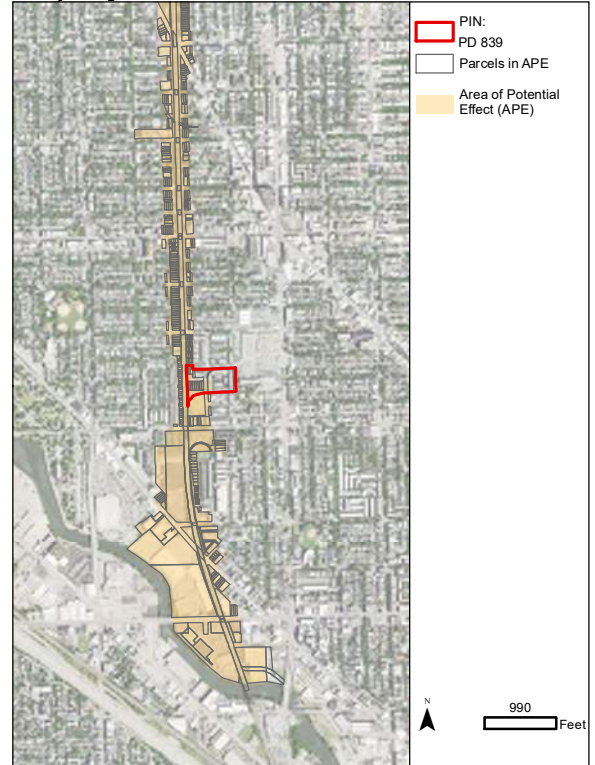 PIN:
PD 839
Parcels in APE
Area of Potential
Effect (APE)
N
990
Feet